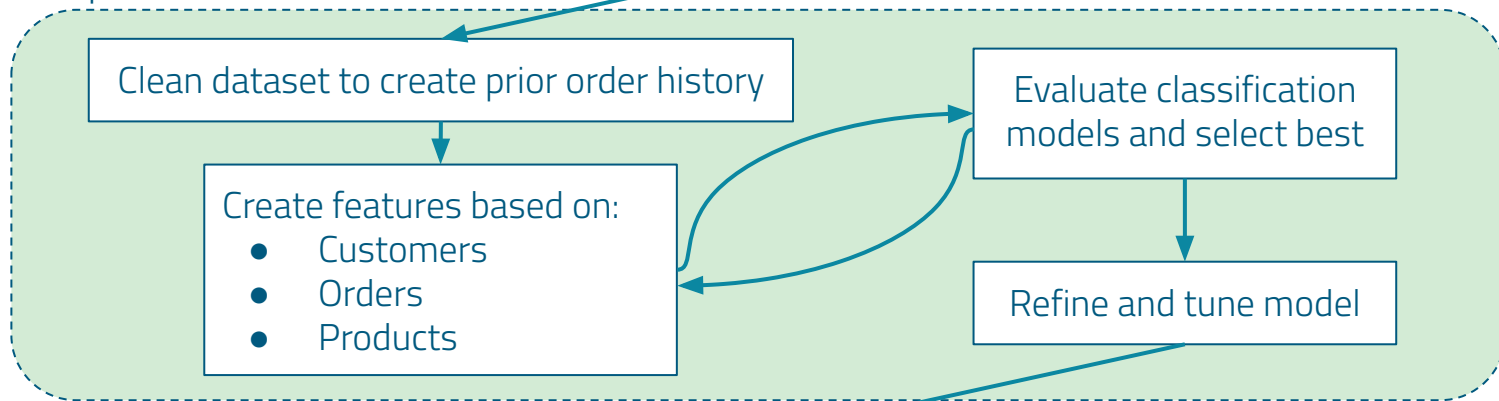 Clean dataset to create prior order history
Create features based on:
● Customers
● Orders
● Products
Evaluate classification
models and select best
Refine and tune model